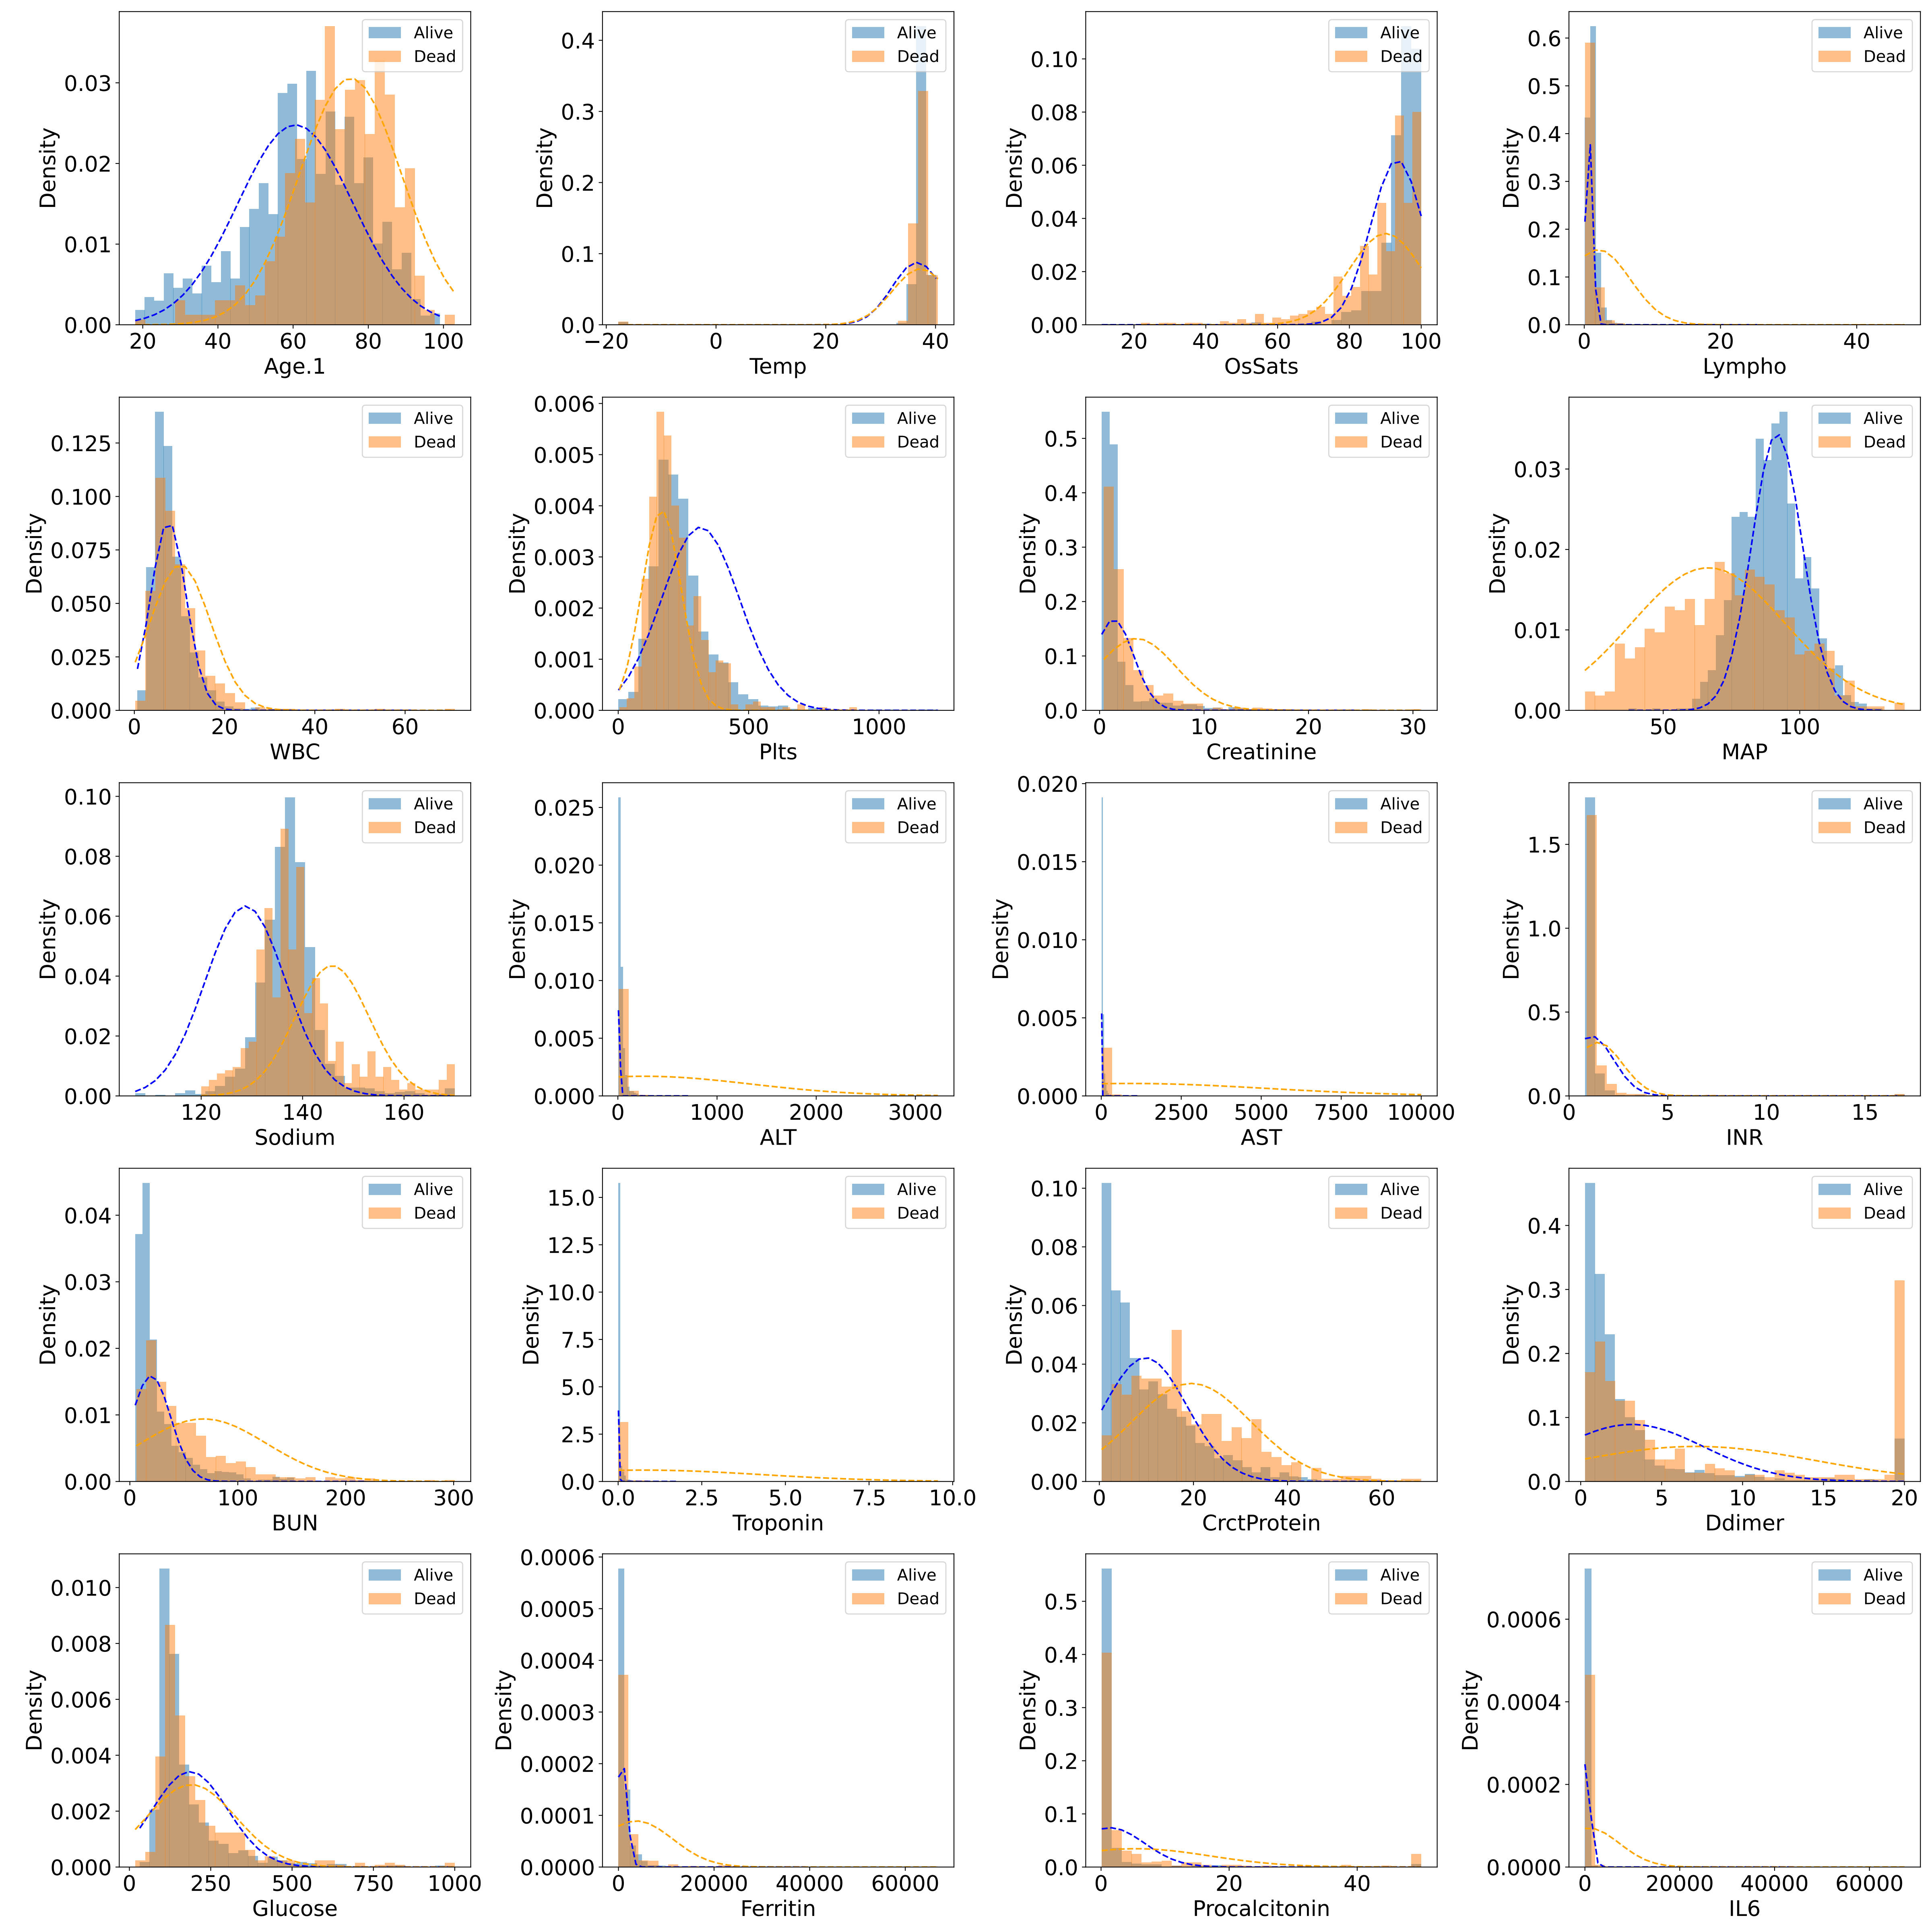 Alive
Dead
Density
0.03
0.02
0.01
0.00
20 40 60 80 100
Age.1
Alive
Dead
Density
0.4
0.3
0.2
0.1
0.0
−20 0 20 40
Temp
Alive
Dead
Density
0.10
0.08
0.06
0.04
0.02
0.00
20 40 60 80 100
OsSats
Alive
Dead
Density
0.6
0.5
0.4
0.3
0.2
0.1
0.0
0 20 40
Lympho
Alive
Dead
Density
0.125
0.100
0.075
0.050
0.025
0.000
0 20 40 60
WBC
Alive
Dead
Density
0.006
0.005
0.004
0.003
0.002
0.001
0.000
0 500 1000
Plts
Alive
Dead
Density
0.5
0.4
0.3
0.2
0.1
0.0
0 10 20 30
Creatinine
Alive
Dead
Density
0.03
0.02
0.01
0.00
50 100
MAP
Alive
Dead
Density
0.10
0.08
0.06
0.04
0.02
0.00
120 140 160
Sodium
Alive
Dead
Density
0.025
0.020
0.015
0.010
0.005
0.000
0 1000 2000 3000
ALT
Alive
Dead
Density
0.020
0.015
0.010
0.005
0.000
0 2500 5000 7500 10000
AST
Alive
Dead
Density
1.5
1.0
0.5
0.0
0 5 10 15
INR
Alive
Dead
Density
0.04
0.03
0.02
0.01
0.00
0 100 200 300
BUN
Alive
Dead
Density
15.0
12.5
10.0
7.5
5.0
2.5
0.0
0.0 2.5 5.0 7.5 10.0
Troponin
Alive
Dead
Density
0.10
0.08
0.06
0.04
0.02
0.00
0 20 40 60
CrctProtein
Alive
Dead
Density
0.4
0.3
0.2
0.1
0.0
0 5 10 15 20
Ddimer
Alive
Dead
Density
0.010
0.008
0.006
0.004
0.002
0.000
0 250 500 750 1000
Glucose
Alive
Dead
Density
0.0006
0.0005
0.0004
0.0003
0.0002
0.0001
0.0000
0 20000 40000 60000
Ferritin
Alive
Dead
Density
0.5
0.4
0.3
0.2
0.1
0.0
0 20 40
Procalcitonin
Alive
Dead
Density
0.0006
0.0004
0.0002
0.0000
0 20000 40000 60000
IL6